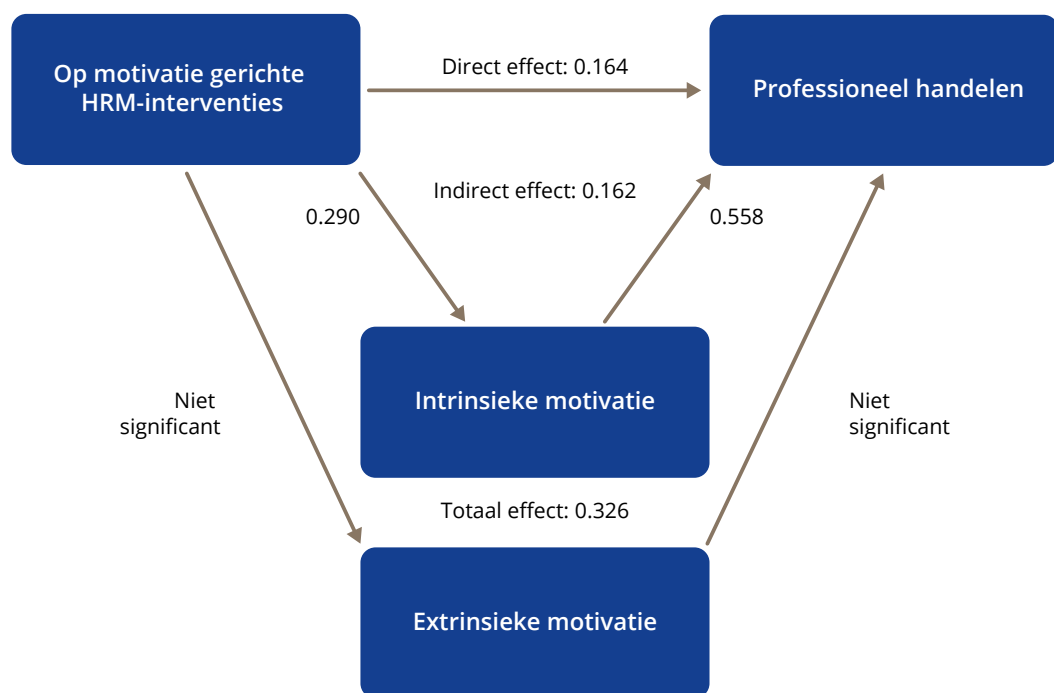 Op motivatie gerichte
HRM-interventies
Direct effect: 0.164
Professioneel handelen
Indirect effect: 0.162
0.290
0.558
Intrinsieke motivatie
Niet
significant
Niet
significant
Totaal effect: 0.326
Extrinsieke motivatie